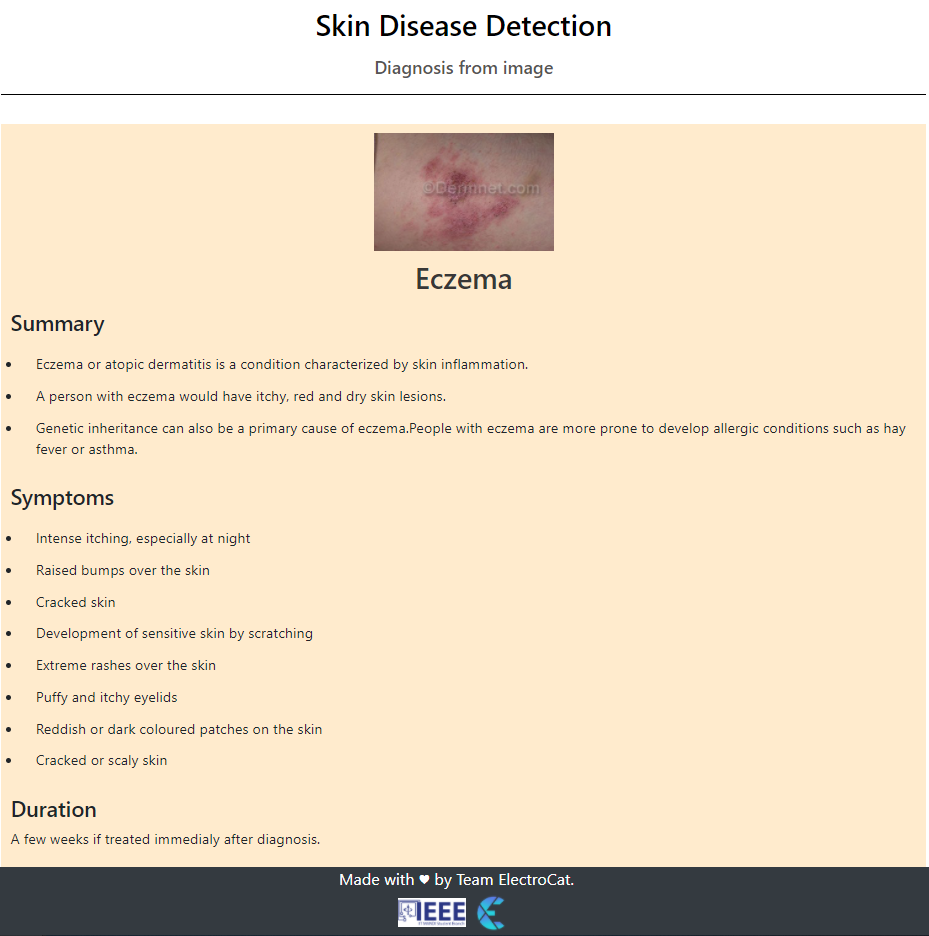 Skin Disease Detection
Diagnosis from image
©Dermnet.com
Eczema
Summary
• Eczema or atopic dermatitis is a condition characterized by skin inflammation.
• A person with eczema would have itchy, red and dry skin lesions.
• Genetic inheritance can also be a primary cause of eczema.People with eczema are more prone to develop allergic conditions such as hay
fever or asthma.
Symptoms
• Intense itching, especially at night
• Raised bumps over the skin
• Cracked skin
• Development of sensitive skin by scratching
• Extreme rashes over the skin
• Puffy and itchy eyelids
• Reddish or dark coloured patches on the skin
• Cracked or scaly skin
Duration
A few weeks if treated immedialy after diagnosis.
Made with ♥ by Team ElectroCat.
IEEE